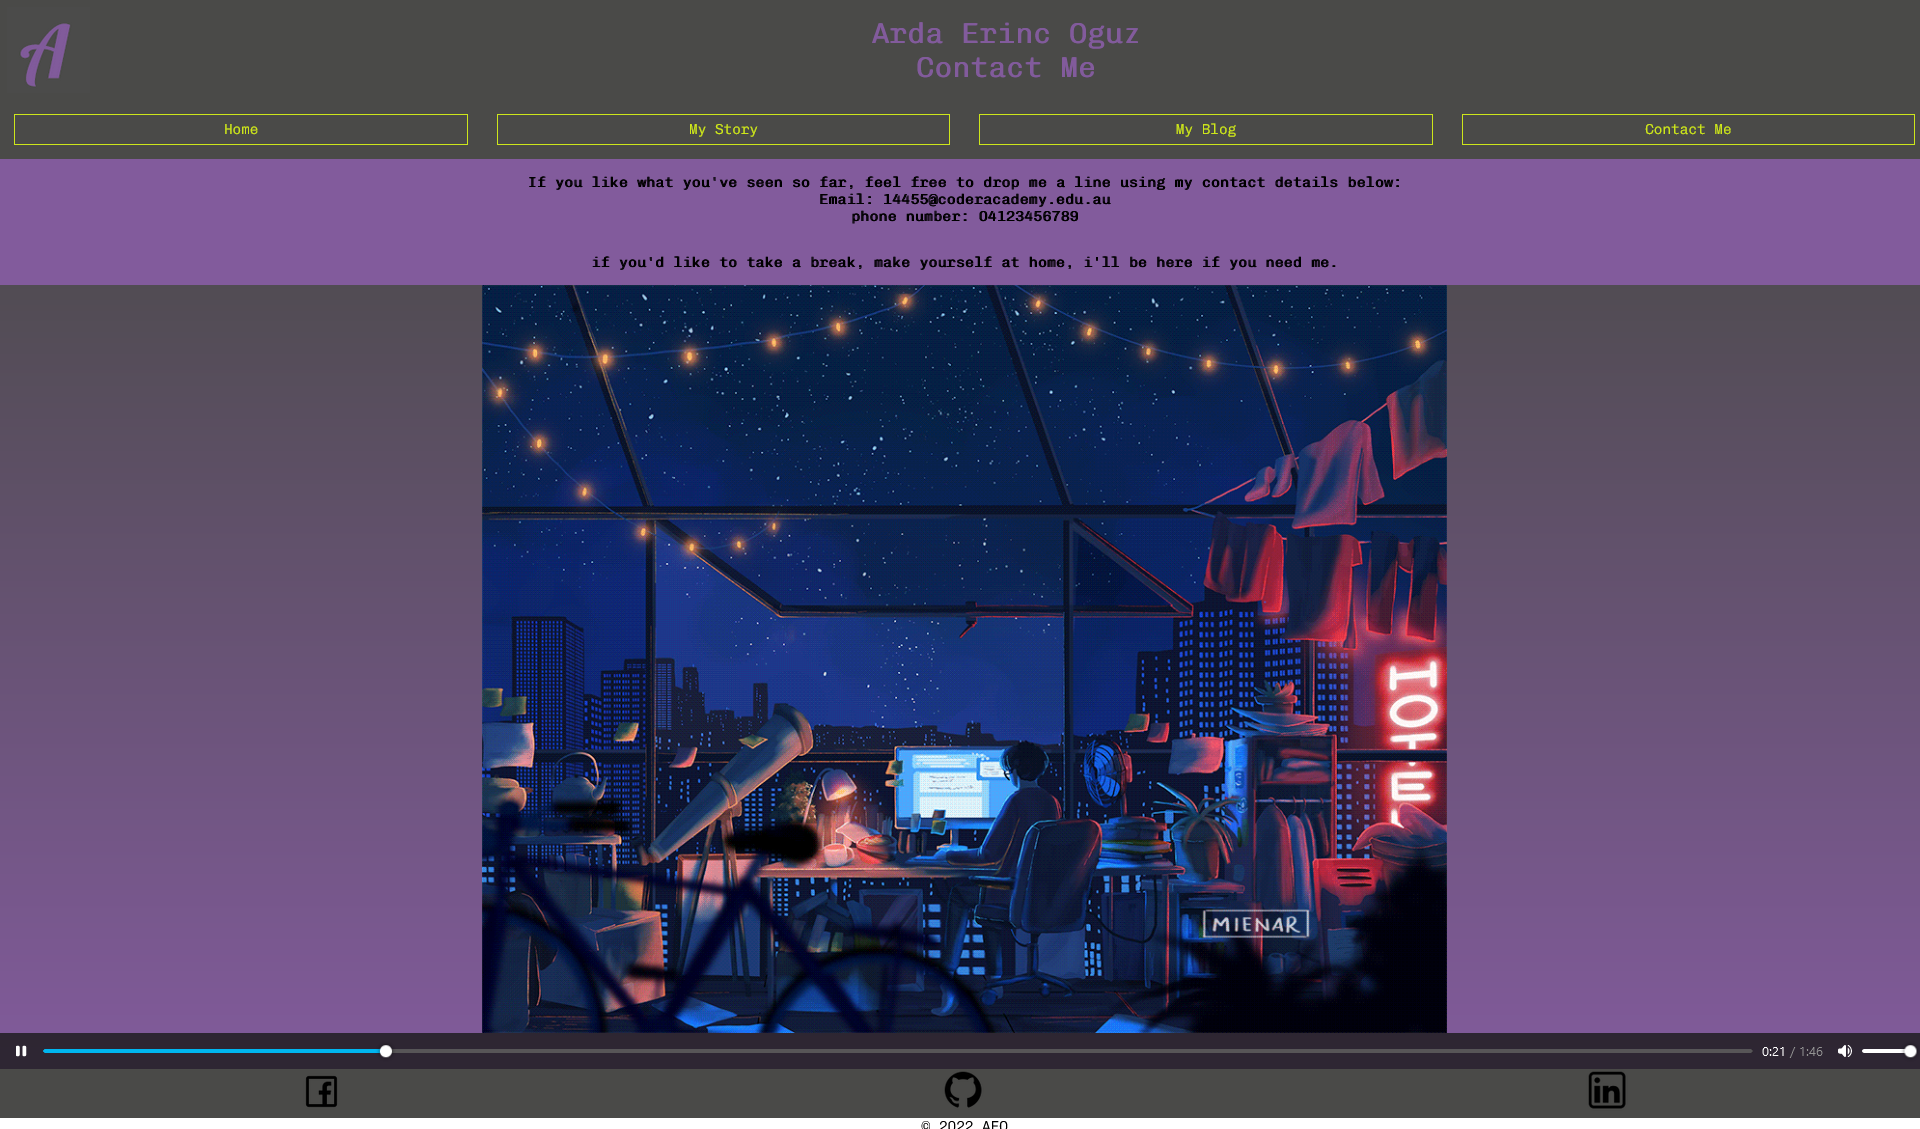 A
Arda Erinc Oguz
Contact Me
Home
My Story
My Blog
Contact Me
If you like what you've seen so far, feel free to drop me a line using my contact details below:
Email: 14455@coderacademy.edu.au
phone number: 04123456789
if you'd like to take a break, make yourself at home, i'll be here if you need me.
HOTEL
MIENAR
0:21 / 1:46
in
© 2022 AEO